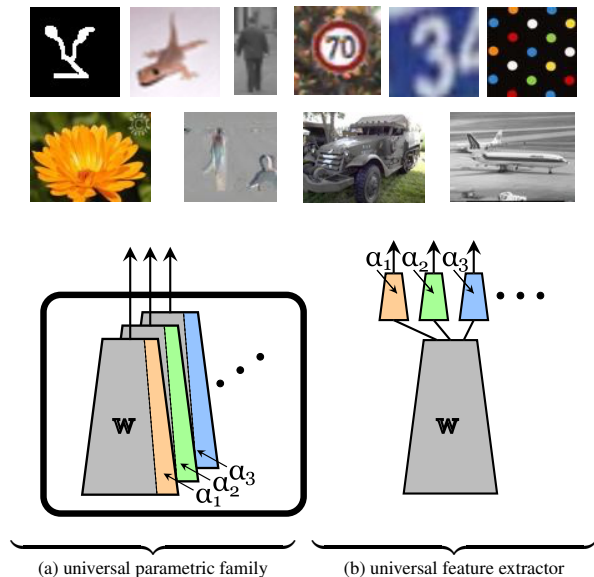 70
34
α1 α2 α3
α3
α2
α1
w
w
(a) universal parametric family
(b) universal feature extractor